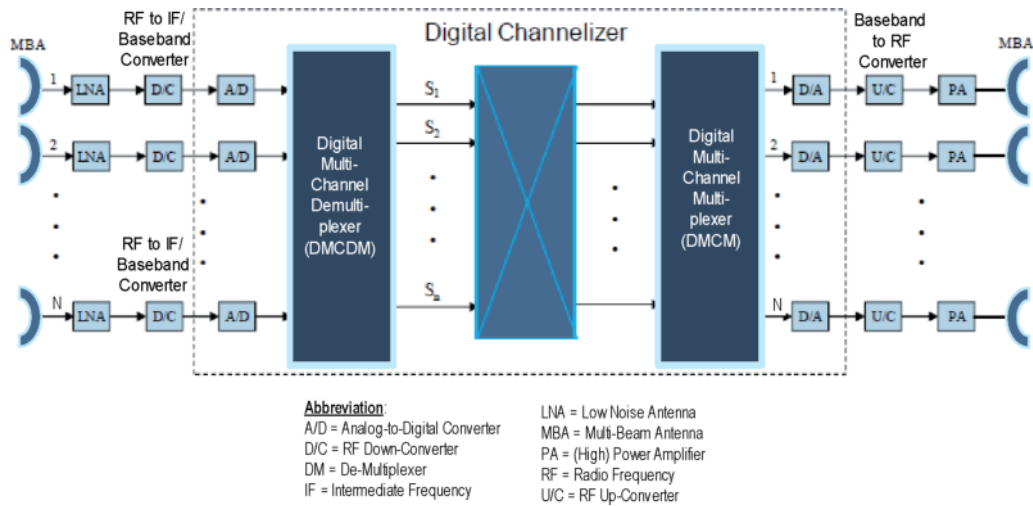 RF to IF/
Baseband
Converter
MBA
Digital Channelizer
Baseband
to RF
Converter
MBA
1
LNA
D/C
A/D
S1
1
D/A
U/C
PA
2
LNA
D/C
A/D
S2
2
D/A
U/C
PA
Digital
Multi-
Channel
Demulti-
plexer
(DMCDM)
Digital
Multi-
Channel
Multi-
plexer
(DMCM)
RF to IF/
Baseband
Converter
N
LNA
D/C
A/D
Sn
N
D/A
U/C
PA
Abbreviation:
A/D = Analog-to-Digital Converter
D/C = RF Down-Converter
DM = De-Multiplexer
IF = Intermediate Frequency
LNA = Low Noise Antenna
MBA = Multi-Beam Antenna
PA = (High) Power Amplifier
RF = Radio Frequency
U/C = RF Up-Converter